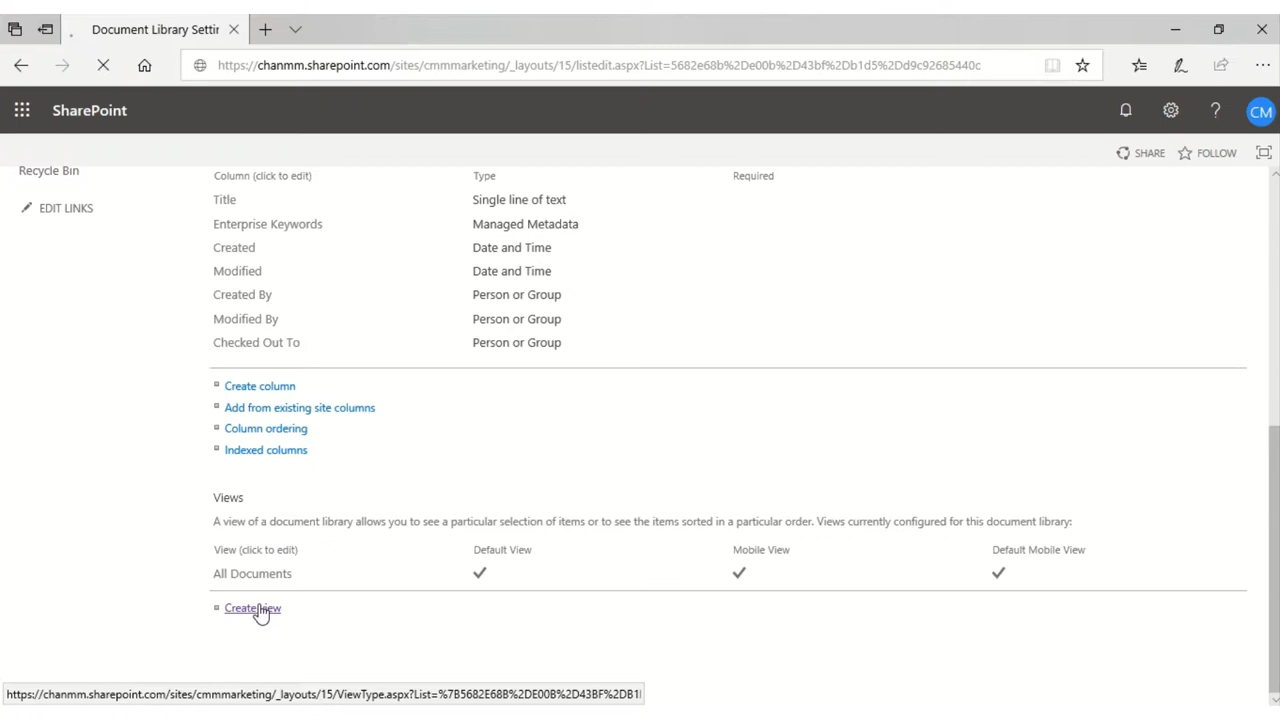 Document Library Settir
https://chanmm.sharepoint.com/sites/cmmmarketing/_layouts/15/listedit.aspx?List=5682e68b%2De00b%2D43bf%2Db1d5%2Dd9c92685440c
SharePoint
?
CM
SHARE
FOLLOW
Recycle Bin
EDIT LINKS
Column (click to edit) Type Required
Title Single line of text
Enterprise Keywords Managed Metadata
Created Date and Time
Modified Date and Time
Created By Person or Group
Modified By Person or Group
Checked Out To Person or Group
Create column
Add from existing site columns
Column ordering
Indexed columns
Views
A view of a document library allows you to see a particular selection of items or to see the items sorted in a particular order. Views currently configured for this document library:
View (click to edit) Default View Mobile View Default Mobile View
All Documents
Create view
https://chanmm.sharepoint.com/sites/cmmmarketing/_layouts/15/ViewType.aspx?List=%7B5682E68B%2DE00B%2D43BF%2DB1